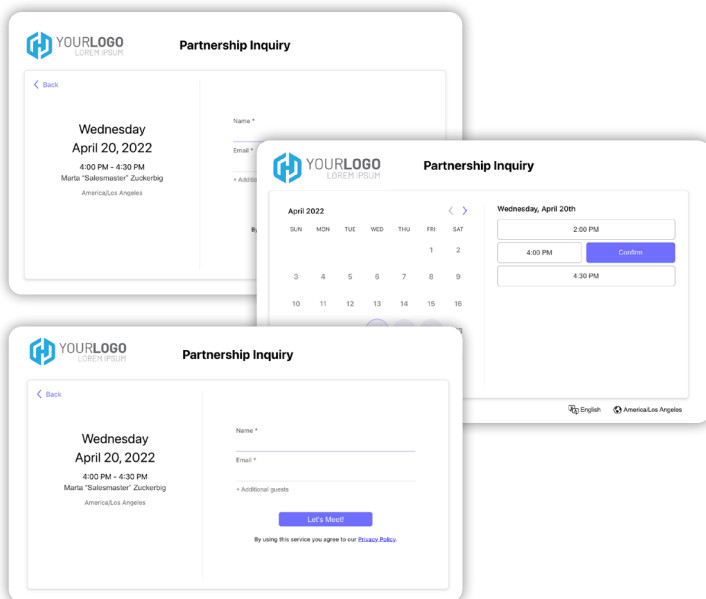 YOURLOGO
LOREM IPSUM
Partnership Inquiry
Back
Wednesday
April 20, 2022
4:00 PM - 4:30 PM
Marta "Salesmaster" Zuckerbig
America/Los Angeles
Name *
Email *
YOURLOGO
LOREM IPSUM
Partnership Inquiry
April 2022
SUN MON TUE WED THU FRI SAT
1 2
3 4 5 6 7 8 9
10 11 12 13 14 15 16
Wednesday, April 20th
2:00 PM
4:00 PM Confirm
4:30 PM
English America/Los Angeles
YOURLOGO
LOREM IPSUM
Partnership Inquiry
Back
Wednesday
April 20, 2022
4:00 PM - 4:30 PM
Marta "Salesmaster" Zuckerbig
America/Los Angeles
Name *
Email *
+ Additional guests
Let's Meet!
By using this service you agree to our Privacy Policy.